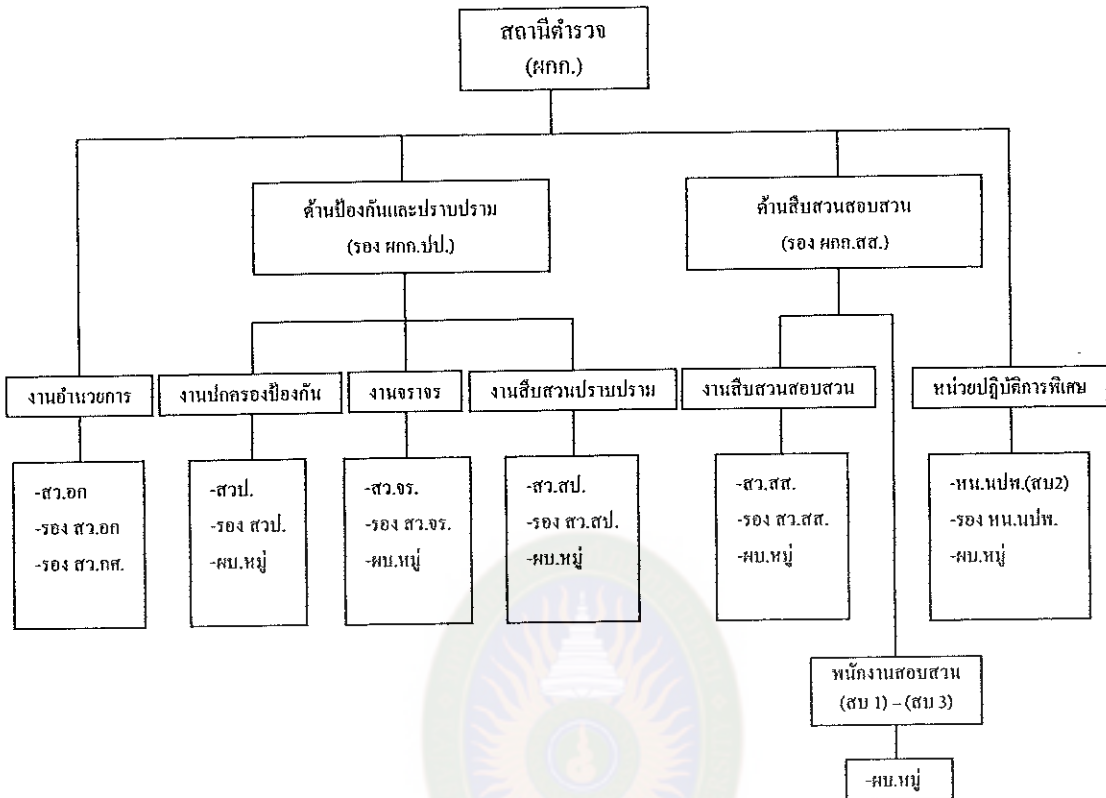 สถานีตำรวจ
(ผกก.)
ด้านป้องกันและปราบปราม
(รอง ผกก.ปป.)
ด้านสืบสวนสอบสวน
(รอง ผกก.สส.)
งานอำนวยการ
งานปกครองป้องกัน
งานจราจร
งานสืบสวนปราบปราม
งานสืบสวนสอบสวน
หน่วยปฏิบัติการพิเศษ
-สว.อก
-รอง สว.อก
-รอง สว.กศ.
-สวป.
-รอง สวป.
-ผบ.หมู่
-สว.จร.
-รอง สว.จร.
-ผบ.หมู่
-สว.สป.
-รอง สว.สป.
-ผบ.หมู่
-สว.สส.
-รอง สว.สส.
-ผบ.หมู่
-หน.นปพ.(สบ2)
-รอง หน.นปพ.
-ผบ.หมู่
พนักงานสอบสวน
(สบ 1) – (สบ 3)
-ผบ.หมู่